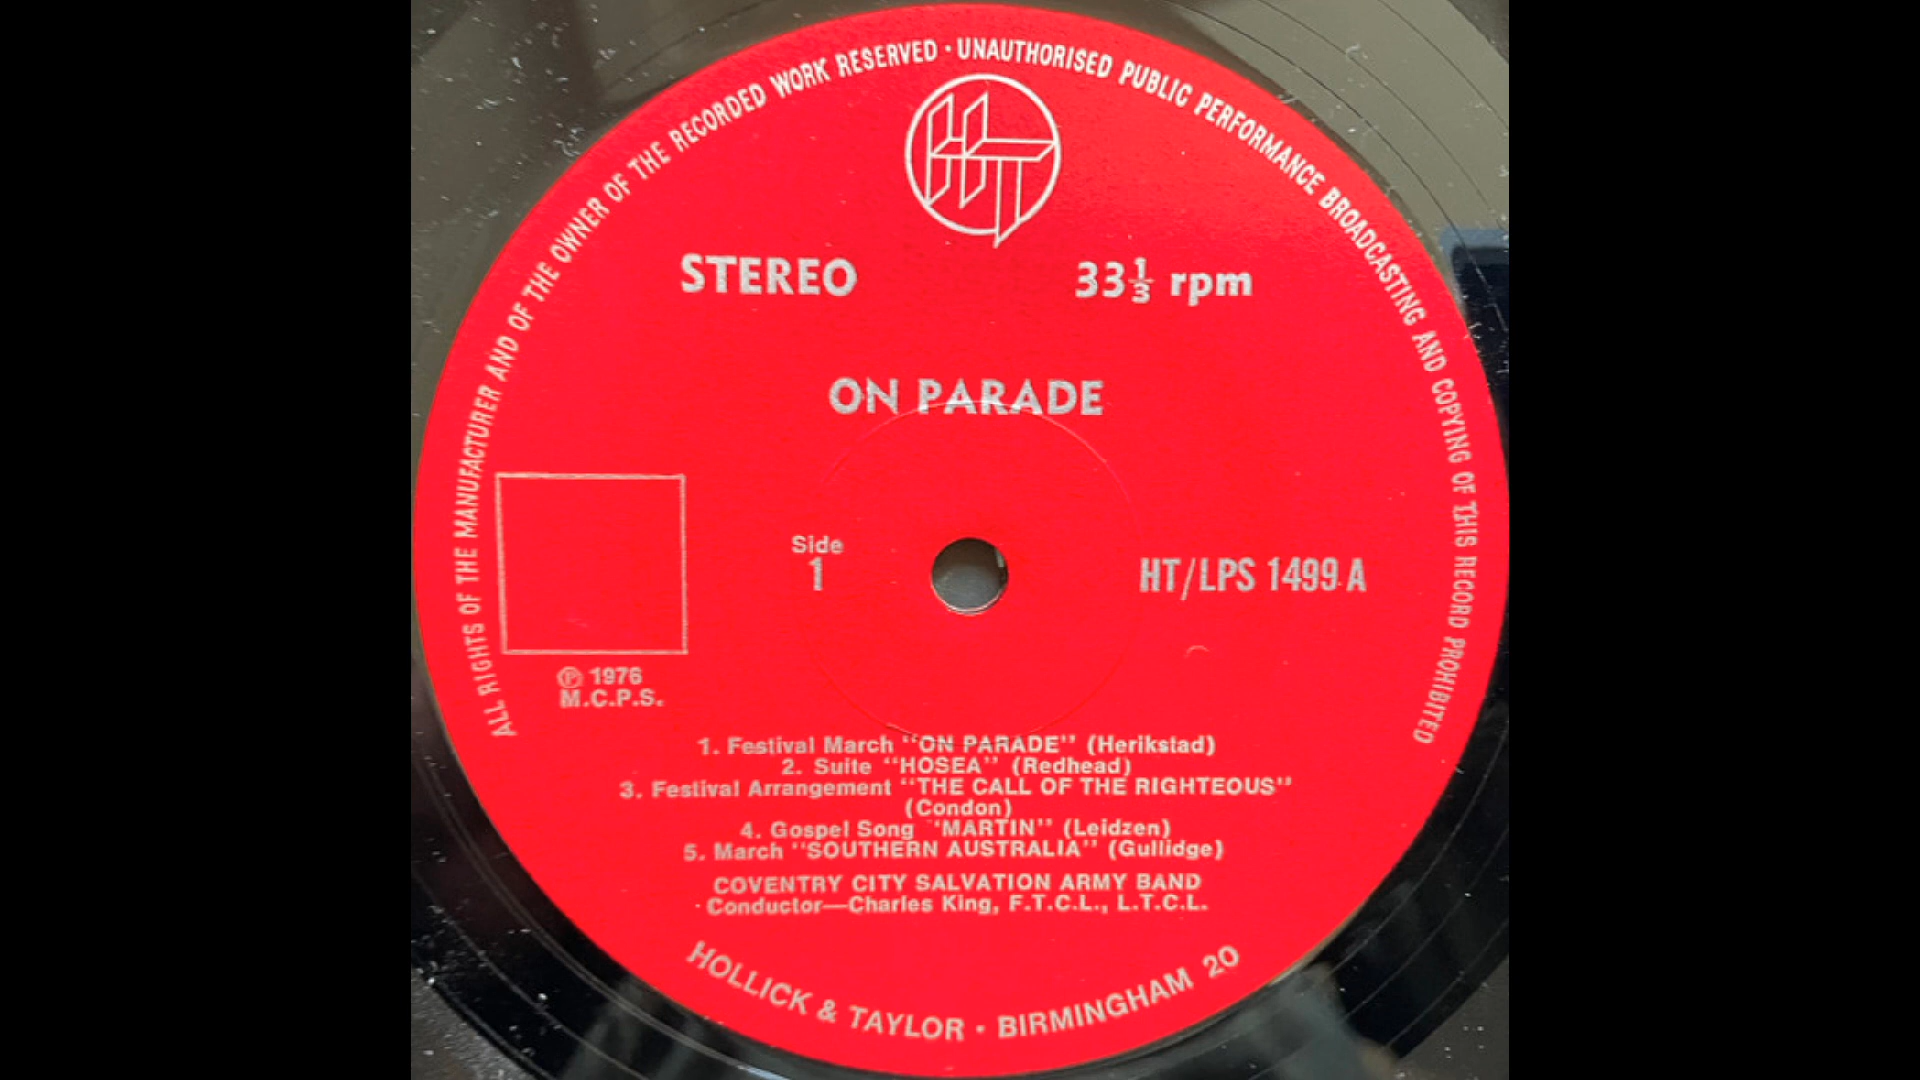 ALL RIGHTS OF THE MANUFACTURER AND OF THE OWNER OF THE RECORDED WORK RESERVED · UNAUTHORISED PUBLIC PERFORMANCE BROADCASTING AND COPYING OF THIS RECORD PROHIBITED
HT
STEREO 33⅓ rpm
ON PARADE
Side
1
HT/LPS 1499 A
℗ 1976
M.C.P.S.
1. Festival March "ON PARADE" (Herikstad)
2. Suite "HOSEA" (Redhead)
3. Festival Arrangement "THE CALL OF THE RIGHTEOUS"
(Condon)
4. Gospel Song "MARTIN" (Leidzen)
5. March "SOUTHERN AUSTRALIA" (Gullidge)
COVENTRY CITY SALVATION ARMY BAND
Conductor—Charles King, F.T.C.L., L.T.C.L.
HOLLICK & TAYLOR · BIRMINGHAM 20